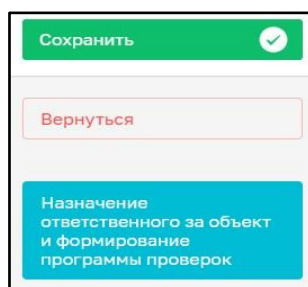 Сохранить
Вернуться
Назначение
ответственного за объект
и формирование
программы проверок